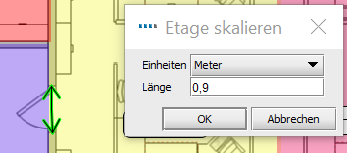 Etage skalieren
Einheiten Meter
Länge 0,9
OK Abbrechen